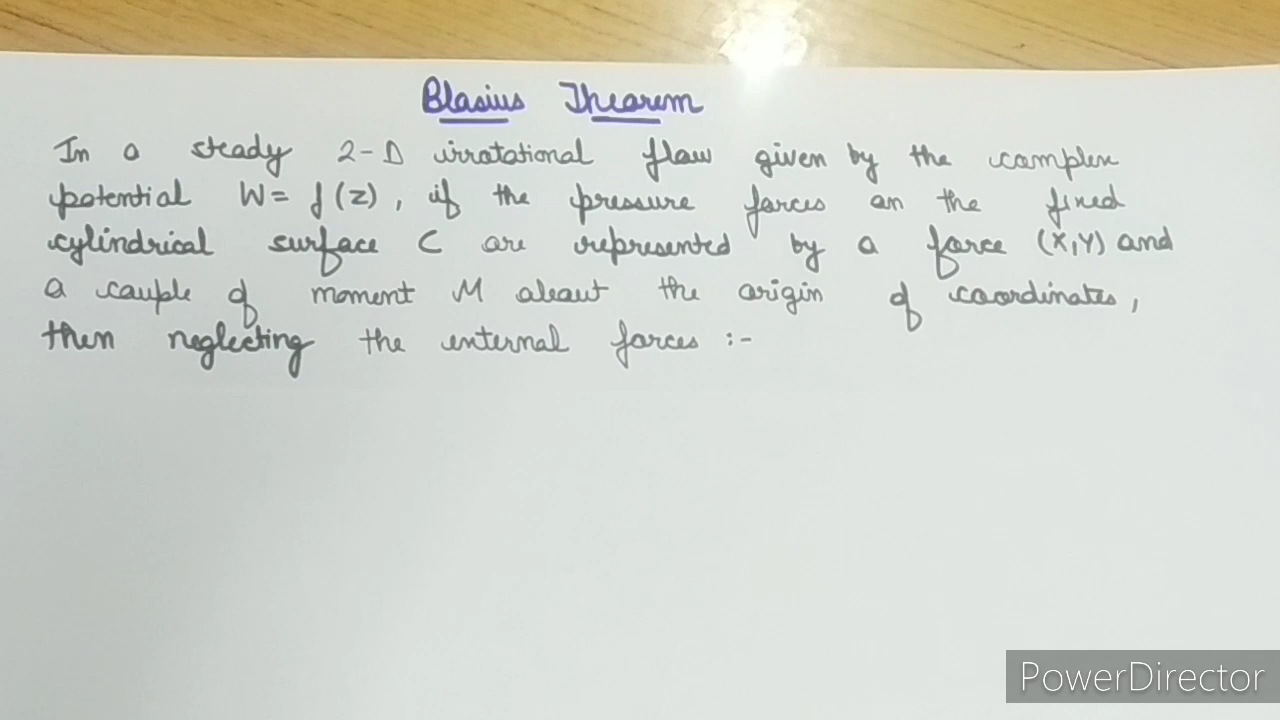 Blasius Theorem
In a steady 2-D irrotational flow given by the complex
potential W = f(z), if the pressure forces on the fixed
cylindrical surface C are represented by a force (X,Y) and
a couple of moment M about the origin of coordinates,
then neglecting the external forces :-
PowerDirector